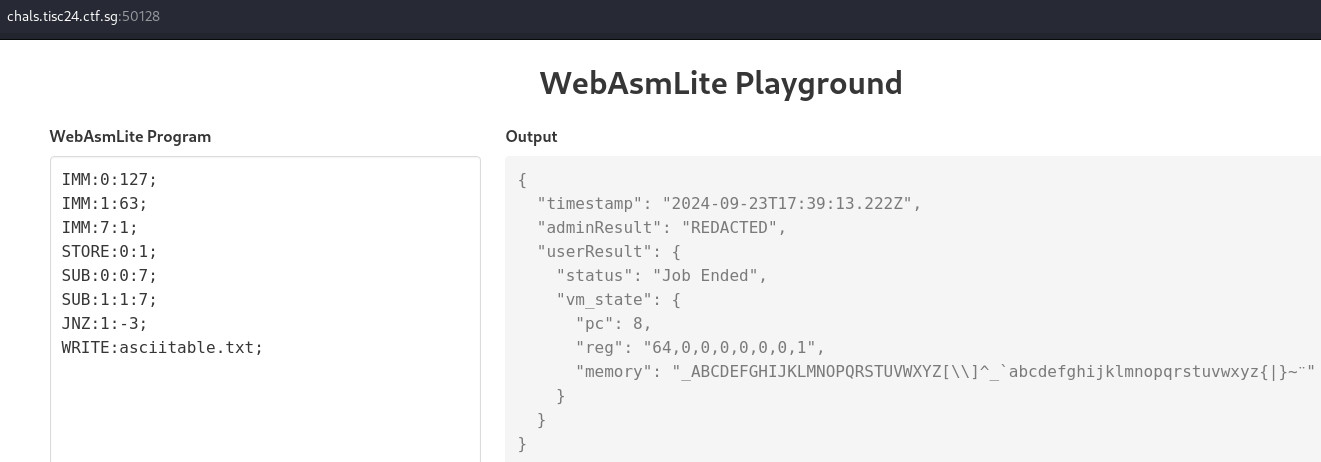 chals.tisc24.ctf.sg:50128
WebAsmLite Playground
WebAsmLite Program
IMM:0:127;
IMM:1:63;
IMM:7:1;
STORE:0:1;
SUB:0:0:7;
SUB:1:1:7;
JNZ:1:-3;
WRITE:asciitable.txt;
Output
{
"timestamp": "2024-09-23T17:39:13.222Z",
"adminResult": "REDACTED",
"userResult": {
"status": "Job Ended",
"vm_state": {
"pc": 8,
"reg": "64,0,0,0,0,0,0,1",
"memory": "_ABCDEFGHIJKLMNOPQRSTUVWXYZ[\\]^_`abcdefghijklmnopqrstuvwxyz{|}~¨"
}
}
}